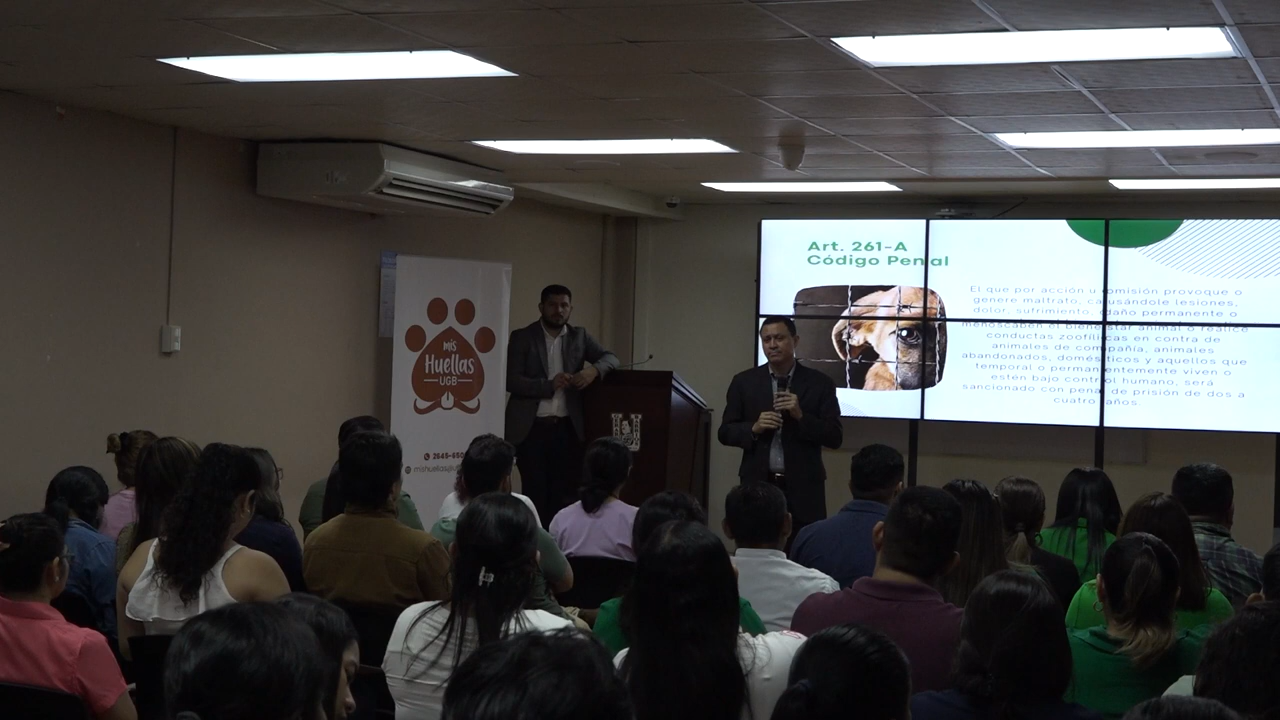 Art. 261-A
Código Penal
El que por acción u omisión provoque o
genere maltrato, causándole lesiones,
dolor, sufrimiento, daño permanente o
menoscaben el bienestar animal o realice
conductas zoofílicas en contra de
animales de compañía, animales
abandonados, domésticos y aquellos que
temporal o permanentemente viven o
estén bajo control humano, será
sancionado con pena de prisión de dos a
cuatro años.
mis
Huellas
UGB